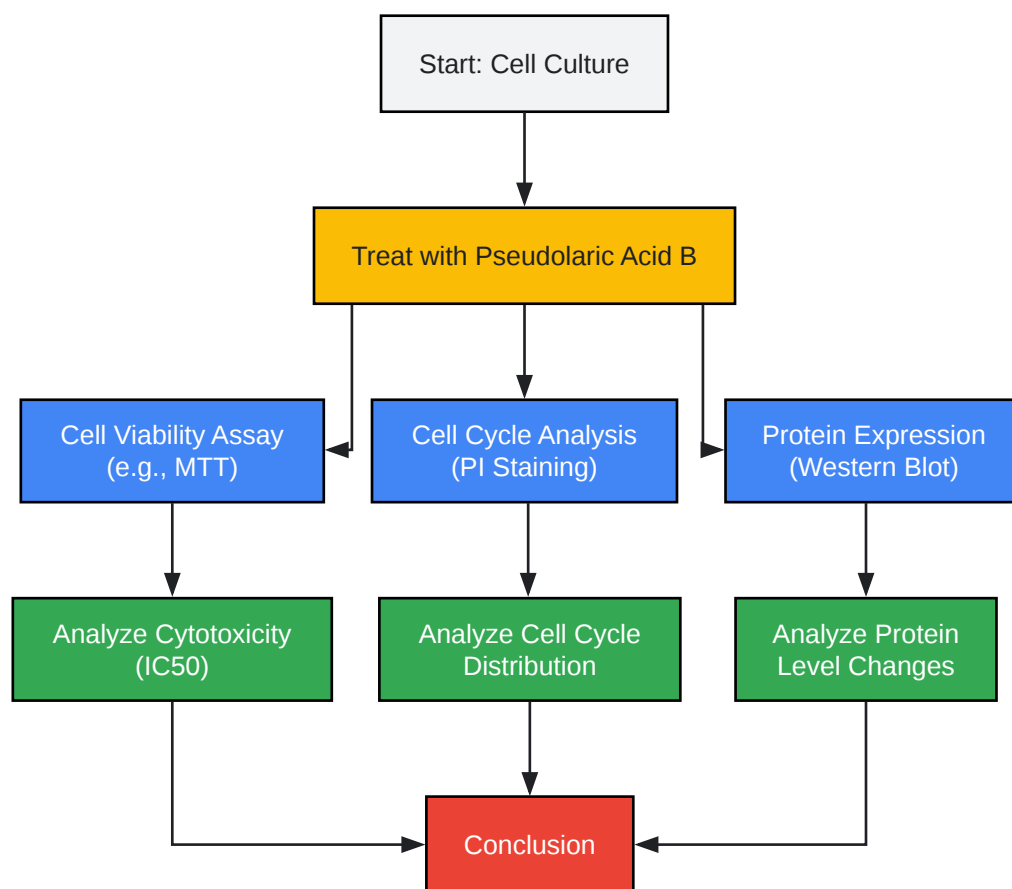 Start: Cell Culture
Treat with Pseudolaric Acid B
Cell Viability Assay
(e.g., MTT)
Cell Cycle Analysis
(PI Staining)
Protein Expression
(Western Blot)
Analyze Cytotoxicity
(IC50)
Analyze Cell Cycle
Distribution
Analyze Protein
Level Changes
Conclusion